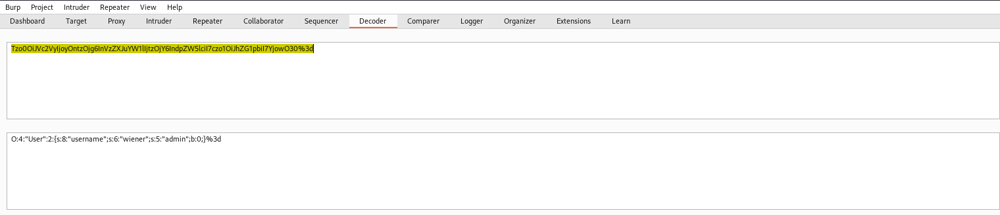 Burp Project Intruder Repeater View Help
Dashboard Target Proxy Intruder Repeater Collaborator Sequencer Decoder Comparer Logger Organizer Extensions Learn
Tzo0OiJVc2VyIjoyOntzOjg6InVzZXJuYW1lIjtzOjY6IndpZW5lciI7czo1OiJhZG1pbiI7YjowO30%3d
O:4:"User":2:{s:8:"username";s:6:"wiener";s:5:"admin";b:0;}%3d